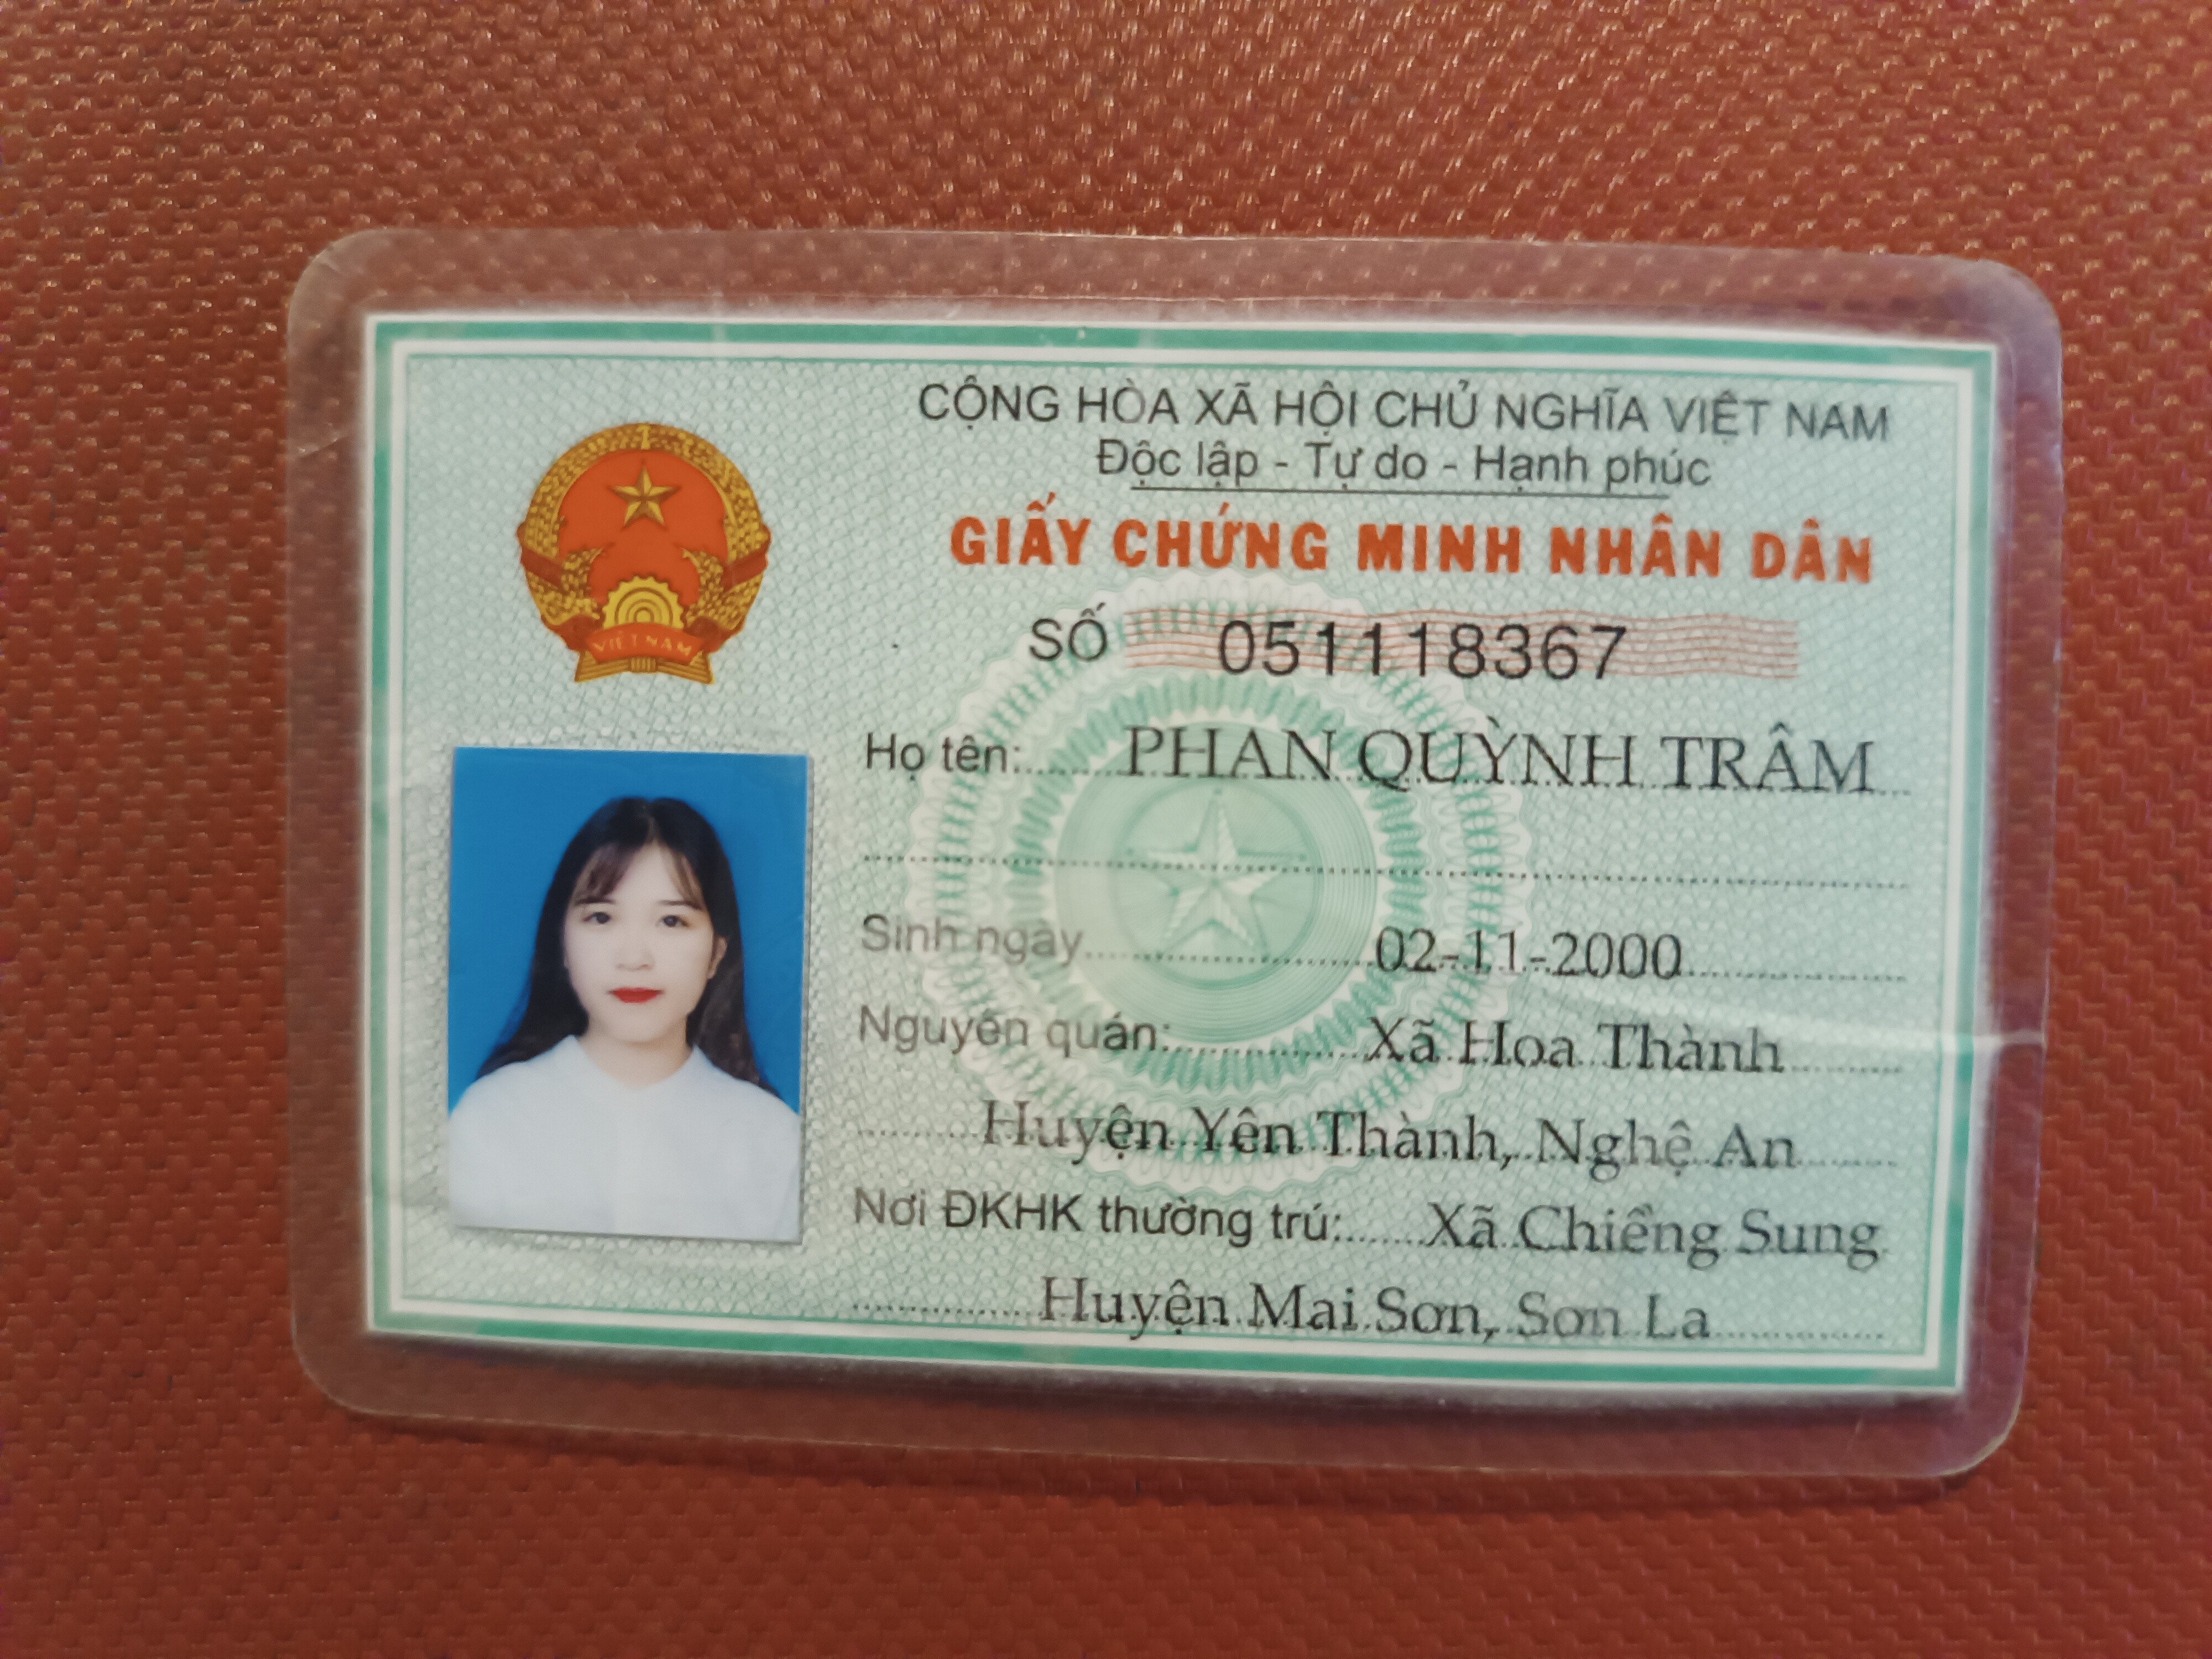 CỘNG HÒA XÃ HỘI CHỦ NGHĨA VIỆT NAM
Độc lập - Tự do - Hạnh phúc
GIẤY CHỨNG MINH NHÂN DÂN
VIỆT NAM
SỐ 051118367
Họ tên: PHAN QUỲNH TRÂM
Sinh ngày 02-11-2000
Nguyên quán: Xã Hoa Thành
Huyện Yên Thành, Nghệ An
Nơi ĐKHK thường trú: Xã Chiềng Sung
Huyện Mai Sơn, Sơn La